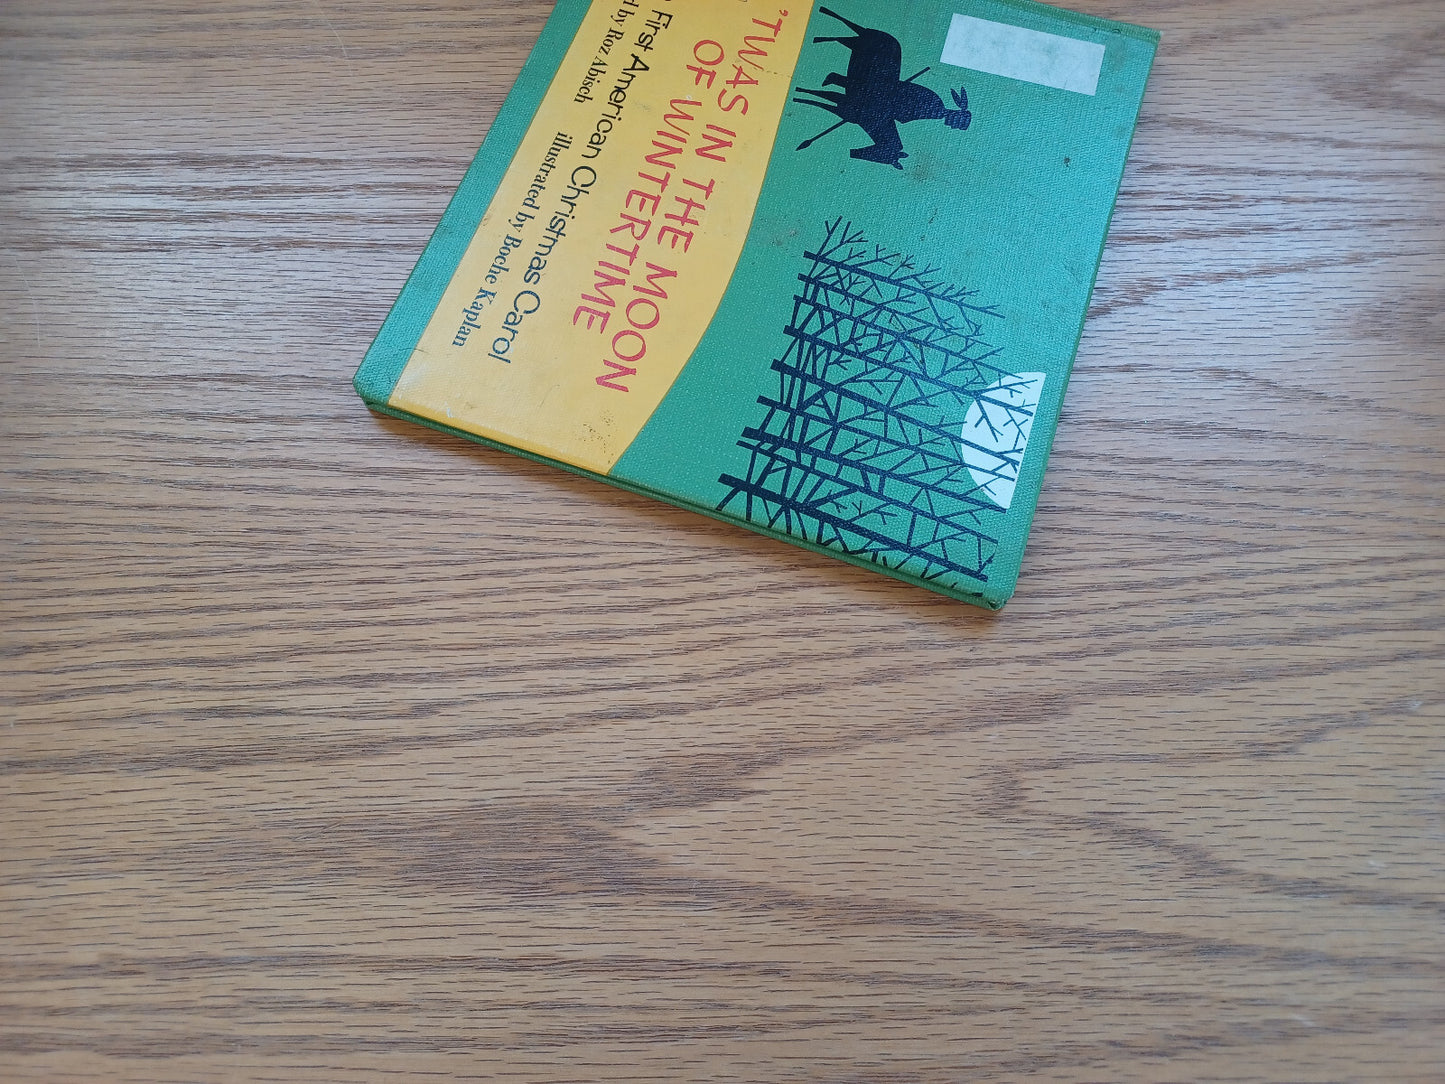 'TWAS IN THE MOON
OF WINTERTIME
First American Christmas Carol
by Roz Abisch
illustrated by Boche Kaplan